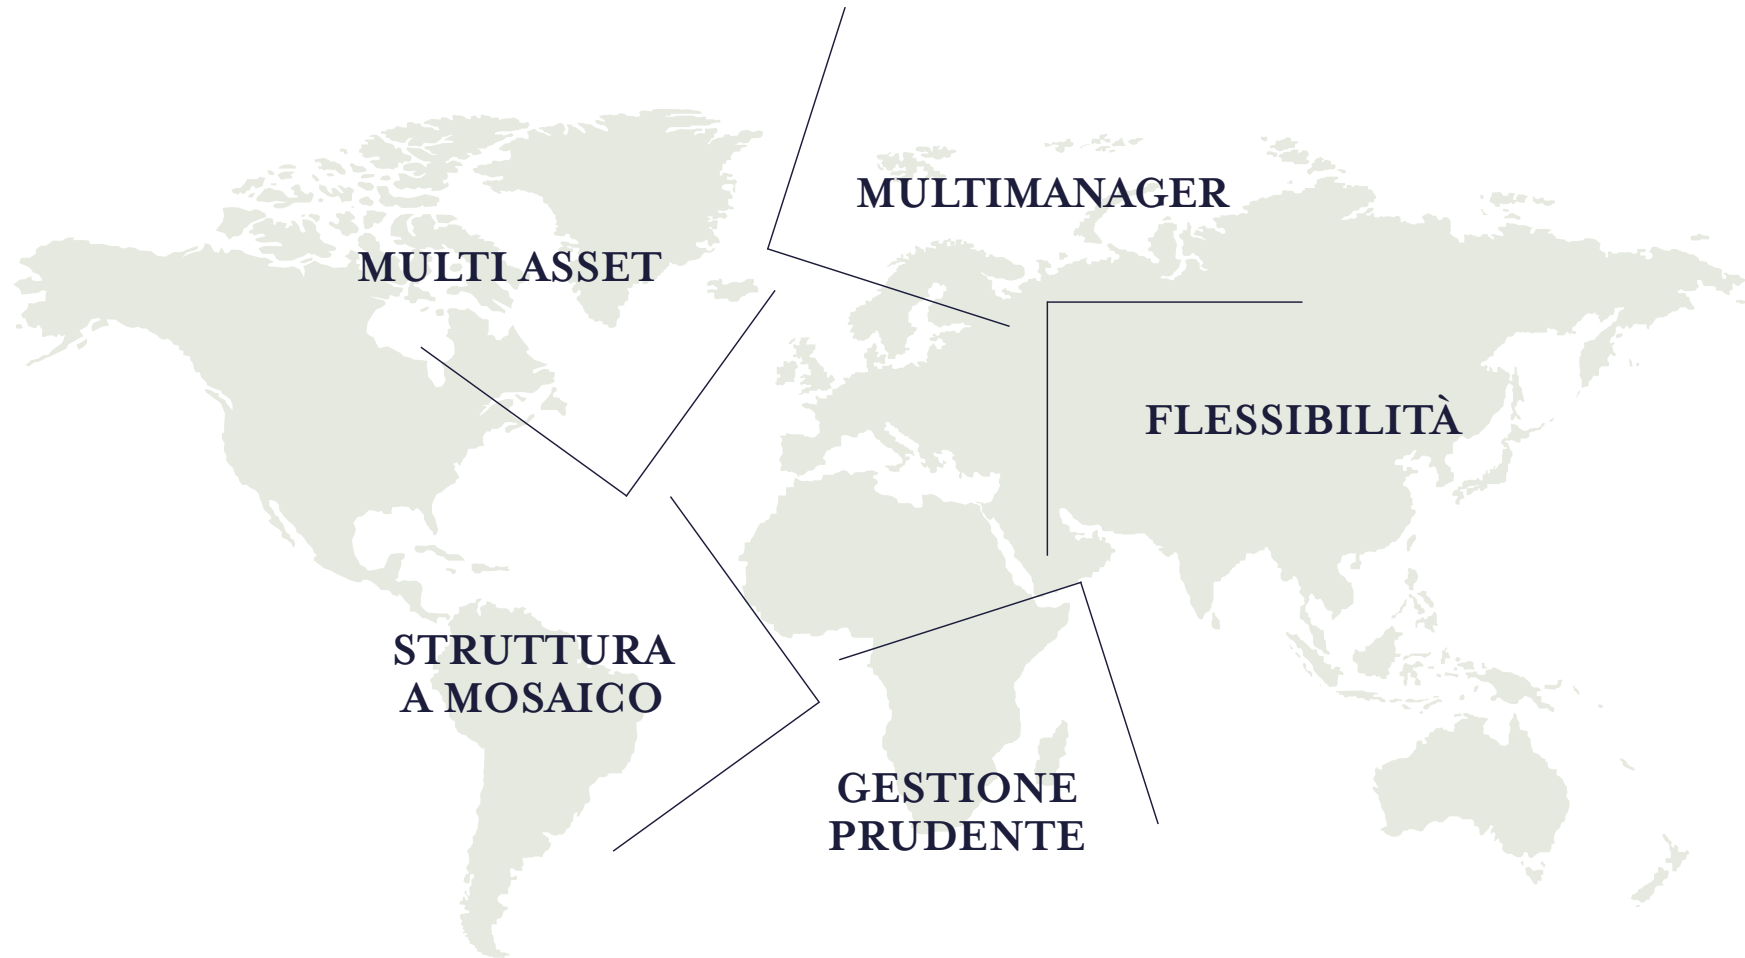 MULTIMANAGER
MULTI ASSET
FLESSIBILITÀ
STRUTTURA
A MOSAICO
GESTIONE
PRUDENTE